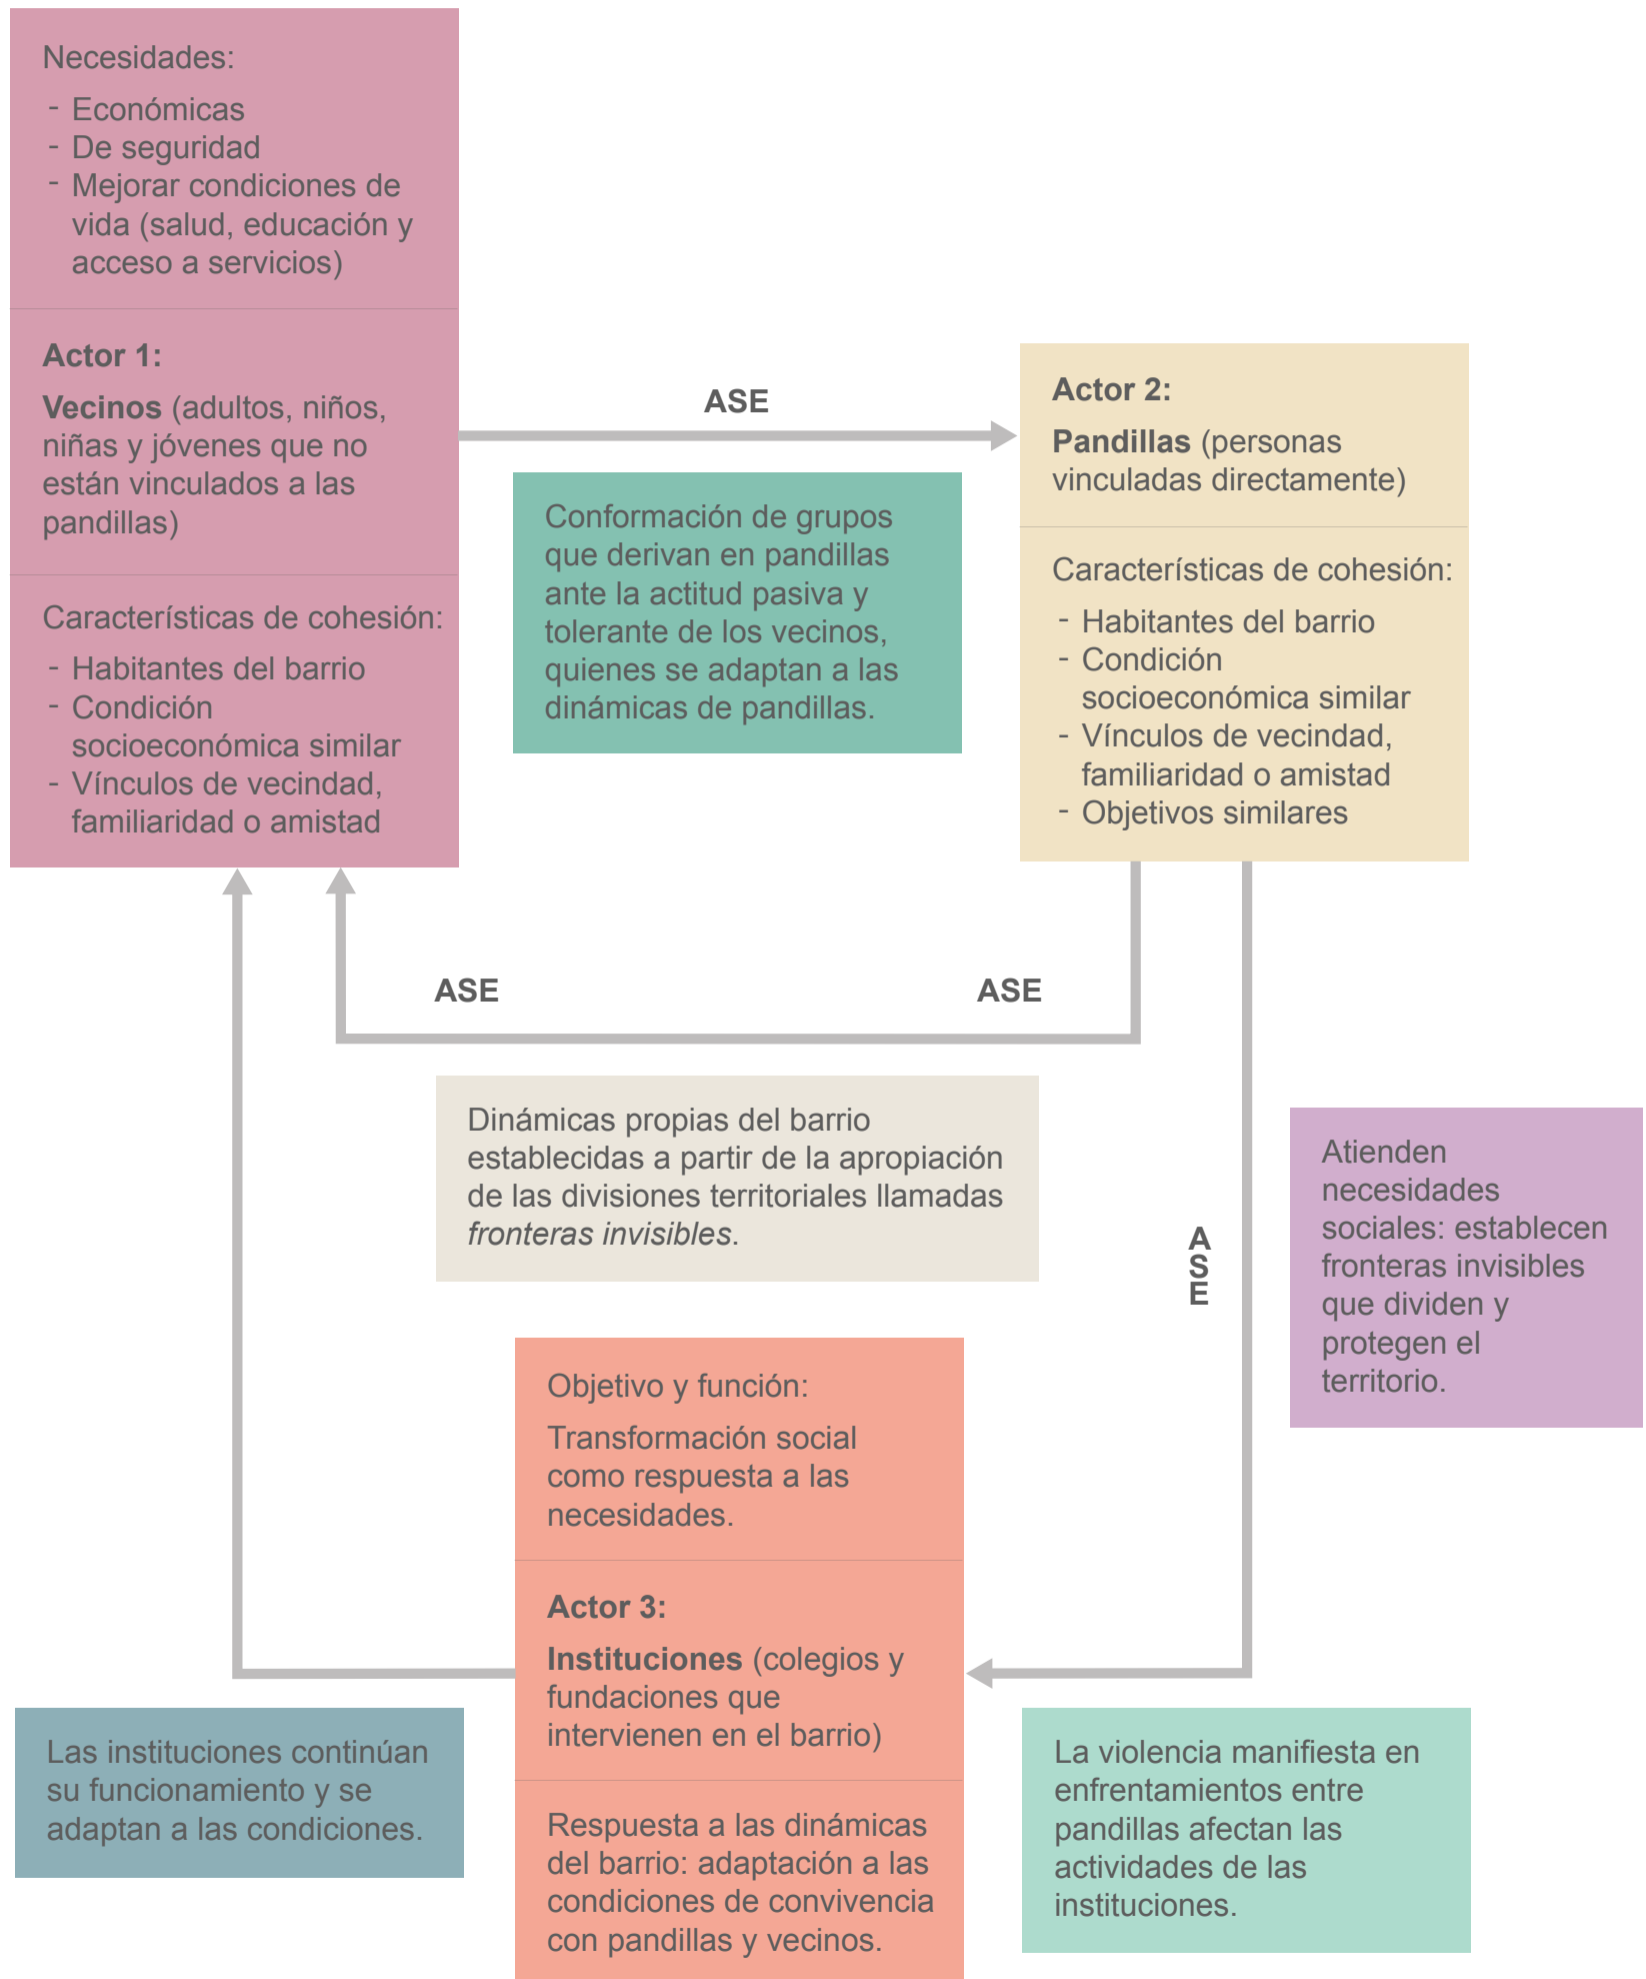 Necesidades:
- Económicas
- De seguridad
- Mejorar condiciones de
vida (salud, educación y
acceso a servicios)
Actor 1:
Vecinos (adultos, niños,
niñas y jóvenes que no
están vinculados a las
pandillas)
Características de cohesión:
- Habitantes del barrio
- Condición
socioeconómica similar
- Vínculos de vecindad,
familiaridad o amistad
ASE
Conformación de grupos
que derivan en pandillas
ante la actitud pasiva y
tolerante de los vecinos,
quienes se adaptan a las
dinámicas de pandillas.
Actor 2:
Pandillas (personas
vinculadas directamente)
Características de cohesión:
- Habitantes del barrio
- Condición
socioeconómica similar
- Vínculos de vecindad,
familiaridad o amistad
- Objetivos similares
ASE
ASE
Dinámicas propias del barrio
establecidas a partir de la apropiación
de las divisiones territoriales llamadas
fronteras invisibles.
A
S
E
Atienden
necesidades
sociales: establecen
fronteras invisibles
que dividen y
protegen el
territorio.
Objetivo y función:
Transformación social
como respuesta a las
necesidades.
Actor 3:
Instituciones (colegios y
fundaciones que
intervienen en el barrio)
Respuesta a las dinámicas
del barrio: adaptación a las
condiciones de convivencia
con pandillas y vecinos.
Las instituciones continúan
su funcionamiento y se
adaptan a las condiciones.
La violencia manifiesta en
enfrentamientos entre
pandillas afectan las
actividades de las
instituciones.